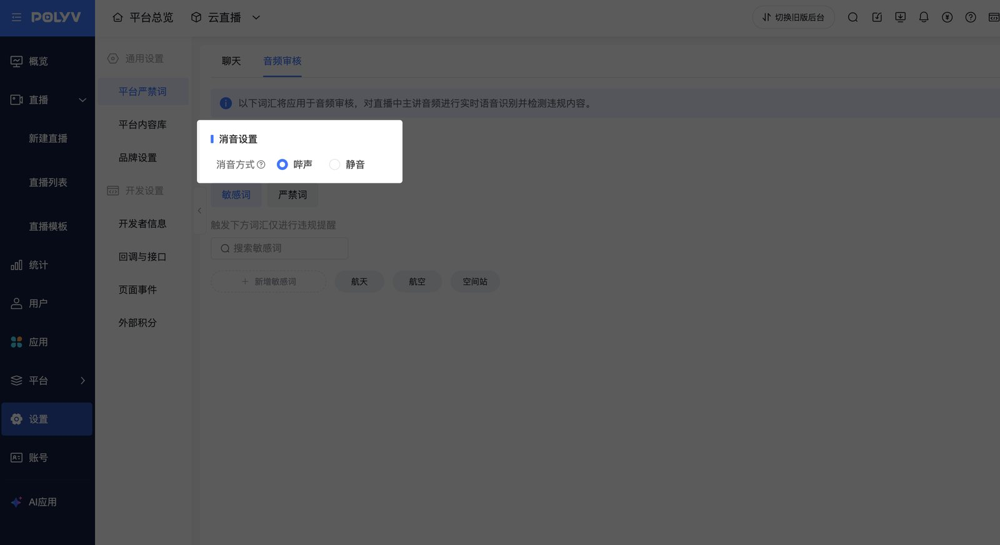 POLYV
平台总览
云直播
切换旧版后台
概览
直播
新建直播
直播列表
直播模板
统计
用户
应用
平台
设置
账号
AI应用
通用设置
平台严禁词
平台内容库
品牌设置
开发设置
开发者信息
回调与接口
页面事件
外部积分
聊天 音频审核
以下词汇将应用于音频审核，对直播中主讲音频进行实时语音识别并检测违规内容。
消音设置
消音方式 哔声 静音
敏感词 严禁词
触发下方词汇仅进行违规提醒
搜索敏感词
+ 新增敏感词 航天 航空 空间站